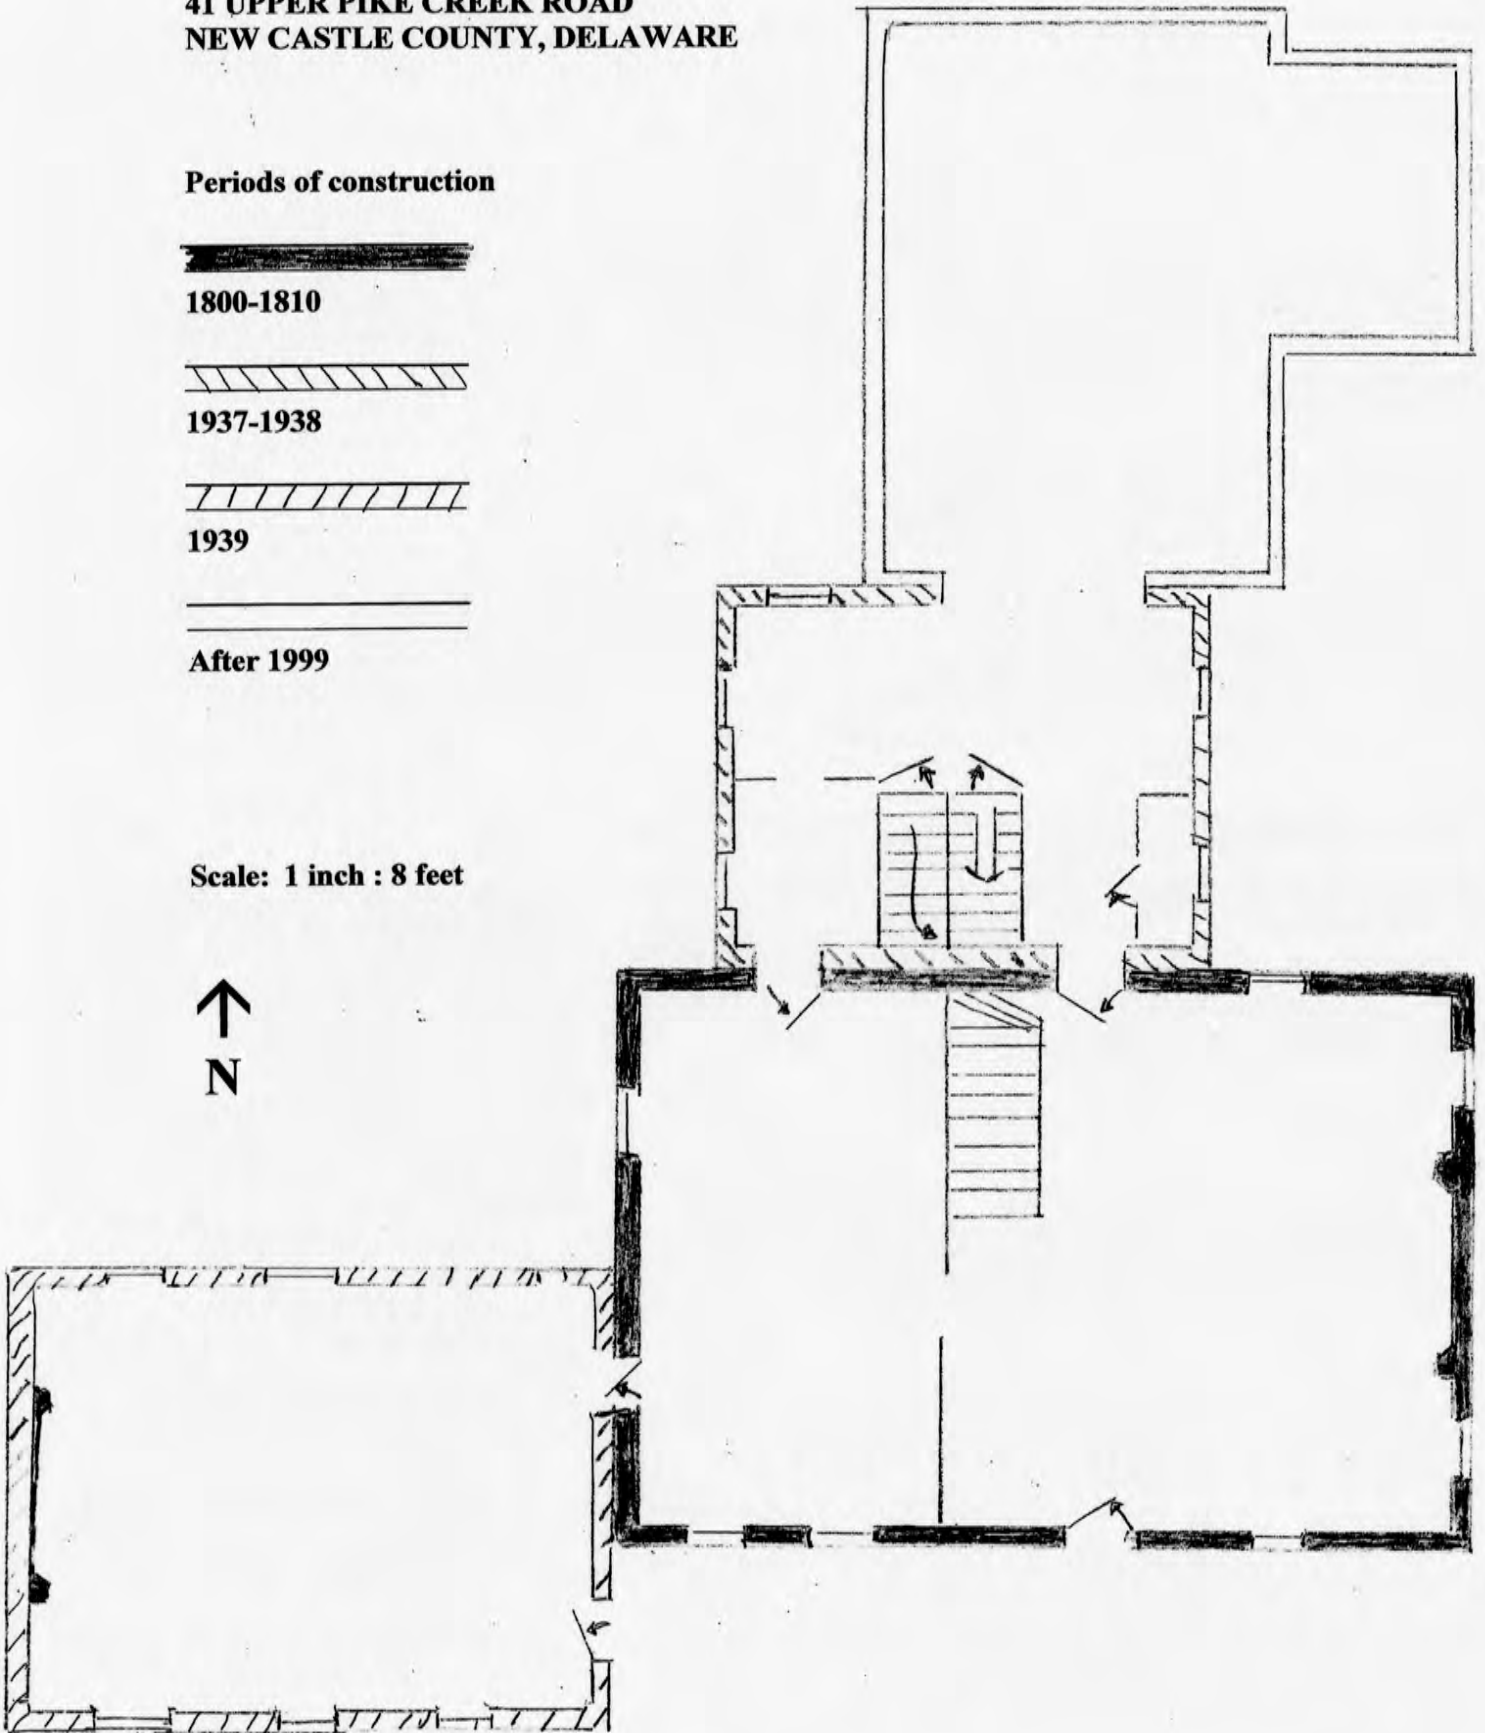 41 UPPER PIKE CREEK ROAD
NEW CASTLE COUNTY, DELAWARE
Periods of construction
1800-1810
1937-1938
1939
After 1999
Scale: 1 inch : 8 feet
N